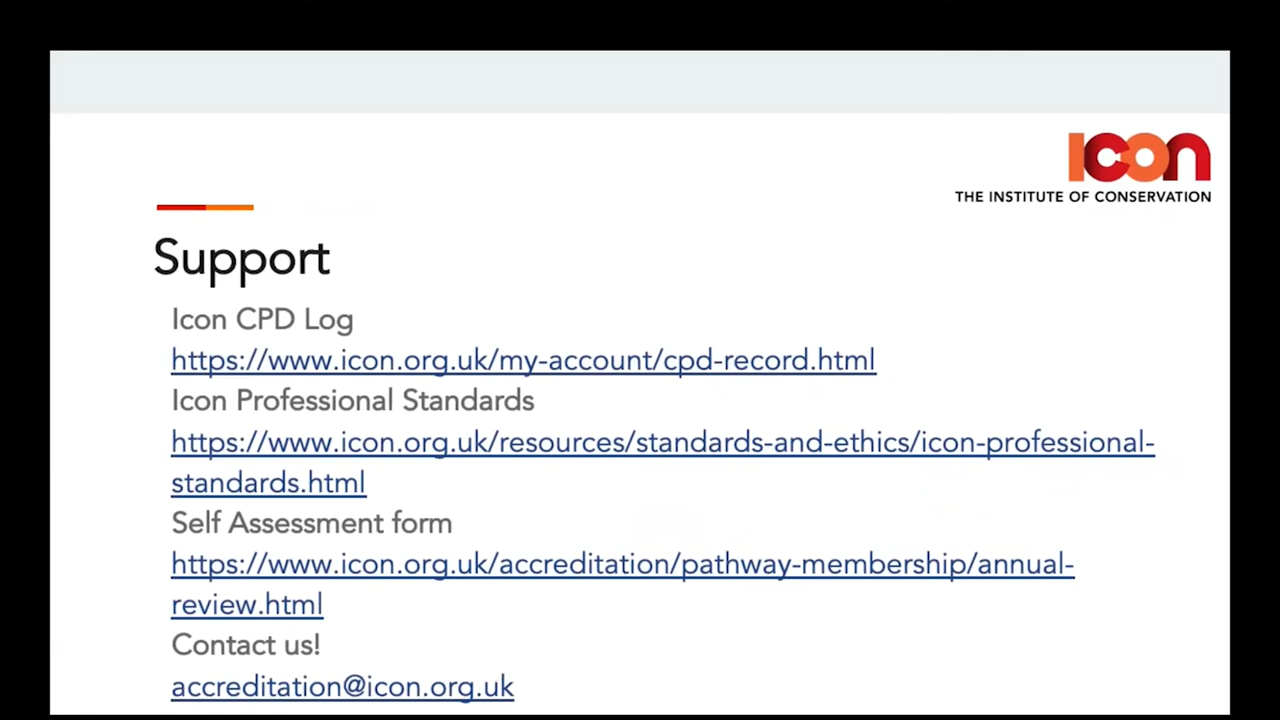 icon
THE INSTITUTE OF CONSERVATION
Support
Icon CPD Log
https://www.icon.org.uk/my-account/cpd-record.html
Icon Professional Standards
https://www.icon.org.uk/resources/standards-and-ethics/icon-professional-
standards.html
Self Assessment form
https://www.icon.org.uk/accreditation/pathway-membership/annual-
review.html
Contact us!
accreditation@icon.org.uk